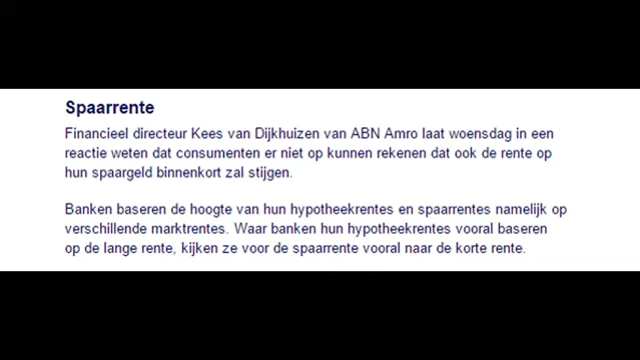 Spaarrente
Financieel directeur Kees van Dijkhuizen van ABN Amro laat woensdag in een
reactie weten dat consumenten er niet op kunnen rekenen dat ook de rente op
hun spaargeld binnenkort zal stijgen.
Banken baseren de hoogte van hun hypotheekrentes en spaarrentes namelijk op
verschillende marktrentes. Waar banken hun hypotheekrentes vooral baseren
op de lange rente, kijken ze voor de spaarrente vooral naar de korte rente.